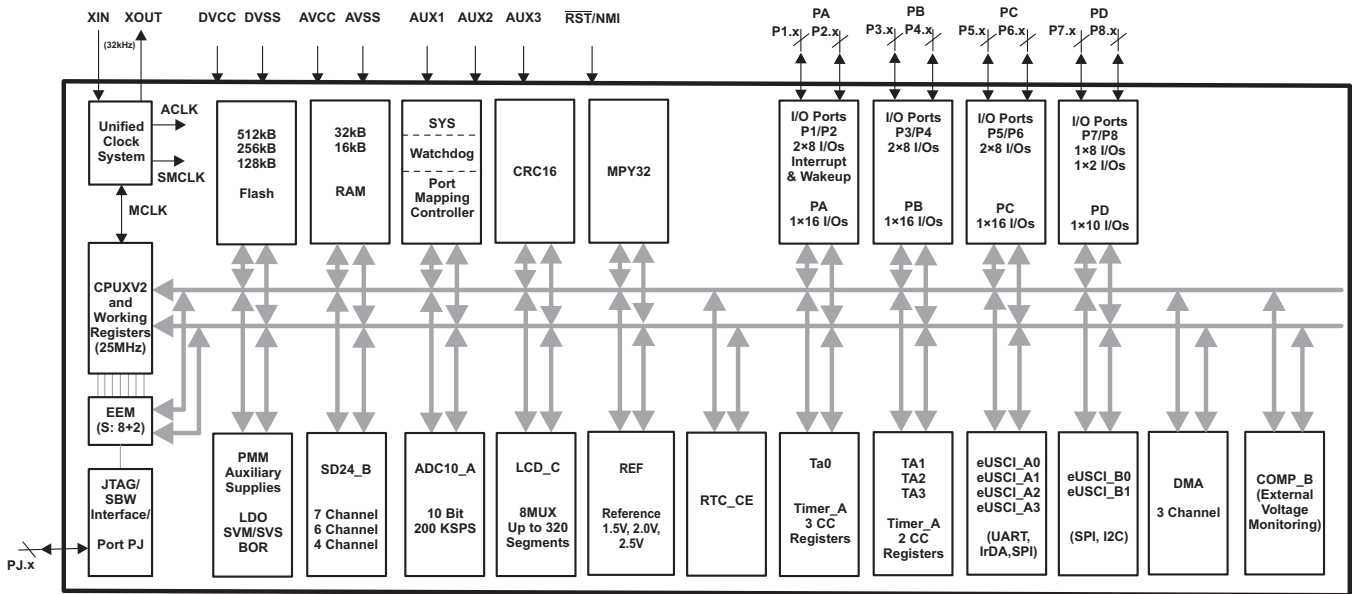 XIN
XOUT
(32kHz)
DVCC
DVSS
AVCC
AVSS
AUX1
AUX2
AUX3
RST/NMI
PA
P1.x
P2.x
PB
P3.x
P4.x
PC
P5.x
P6.x
PD
P7.x
P8.x
Unified
Clock
System
ACLK
SMCLK
MCLK
512kB
256kB
128kB
Flash
32kB
16kB
RAM
SYS
Watchdog
Port
Mapping
Controller
CRC16
MPY32
I/O Ports
P1/P2
2×8 I/Os
Interrupt
& Wakeup
PA
1×16 I/Os
I/O Ports
P3/P4
2×8 I/Os
PB
1×16 I/Os
I/O Ports
P5/P6
2×8 I/Os
PC
1×16 I/Os
I/O Ports
P7/P8
1×8 I/Os
1×2 I/Os
PD
1×10 I/Os
CPUXV2
and
Working
Registers
(25MHz)
EEM
(S: 8+2)
JTAG/
SBW
Interface/
Port PJ
PJ.x
PMM
Auxiliary
Supplies
LDO
SVM/SVS
BOR
SD24_B
7 Channel
6 Channel
4 Channel
ADC10_A
10 Bit
200 KSPS
LCD_C
8MUX
Up to 320
Segments
REF
Reference
1.5V, 2.0V,
2.5V
RTC_CE
Ta0
Timer_A
3 CC
Registers
TA1
TA2
TA3
Timer_A
2 CC
Registers
eUSCI_A0
eUSCI_A1
eUSCI_A2
eUSCI_A3
(UART,
IrDA,SPI)
eUSCI_B0
eUSCI_B1
(SPI, I2C)
DMA
3 Channel
COMP_B
(External
Voltage
Monitoring)